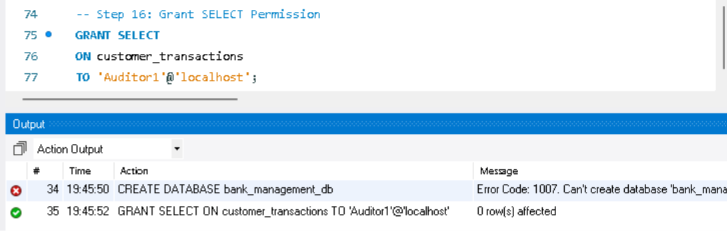 74 -- Step 16: Grant SELECT Permission
75 GRANT SELECT
76 ON customer_transactions
77 TO 'Auditor1'@'localhost';
Output
Action Output
# Time Action Message
34 19:45:50 CREATE DATABASE bank_management_db Error Code: 1007. Can't create database 'bank_mana
35 19:45:52 GRANT SELECT ON customer_transactions TO 'Auditor1'@'localhost' 0 row(s) affected